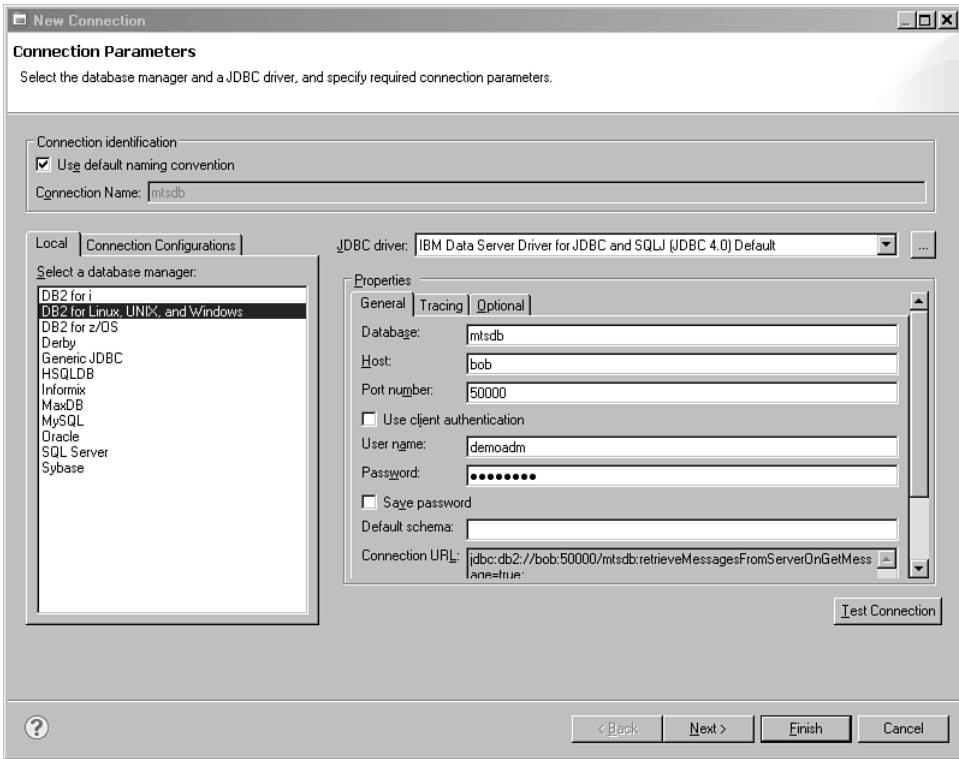 New Connection
Connection Parameters
Select the database manager and a JDBC driver, and specify required connection parameters.
Connection identification
Use default naming convention
Connection Name: mtsdb
Local
Connection Configurations
Select a database manager:
DB2 for i
DB2 for Linux, UNIX, and Windows
DB2 for z/OS
Derby
Generic JDBC
HSQLDB
Informix
MaxDB
MySQL
Oracle
SQL Server
Sybase
JDBC driver: IBM Data Server Driver for JDBC and SQLJ (JDBC 4.0) Default
...
Properties
General
Tracing
Optional
Database: mtsdb
Host: bob
Port number: 50000
Use client authentication
User name: demoadm
Password: ●●●●●●●●
Save password
Default schema:
Connection URL: jdbc:db2://bob:50000/mtsdb:retrieveMessagesFromServerOnGetMess
age=true;
Test Connection
?
< Back
Next >
Finish
Cancel